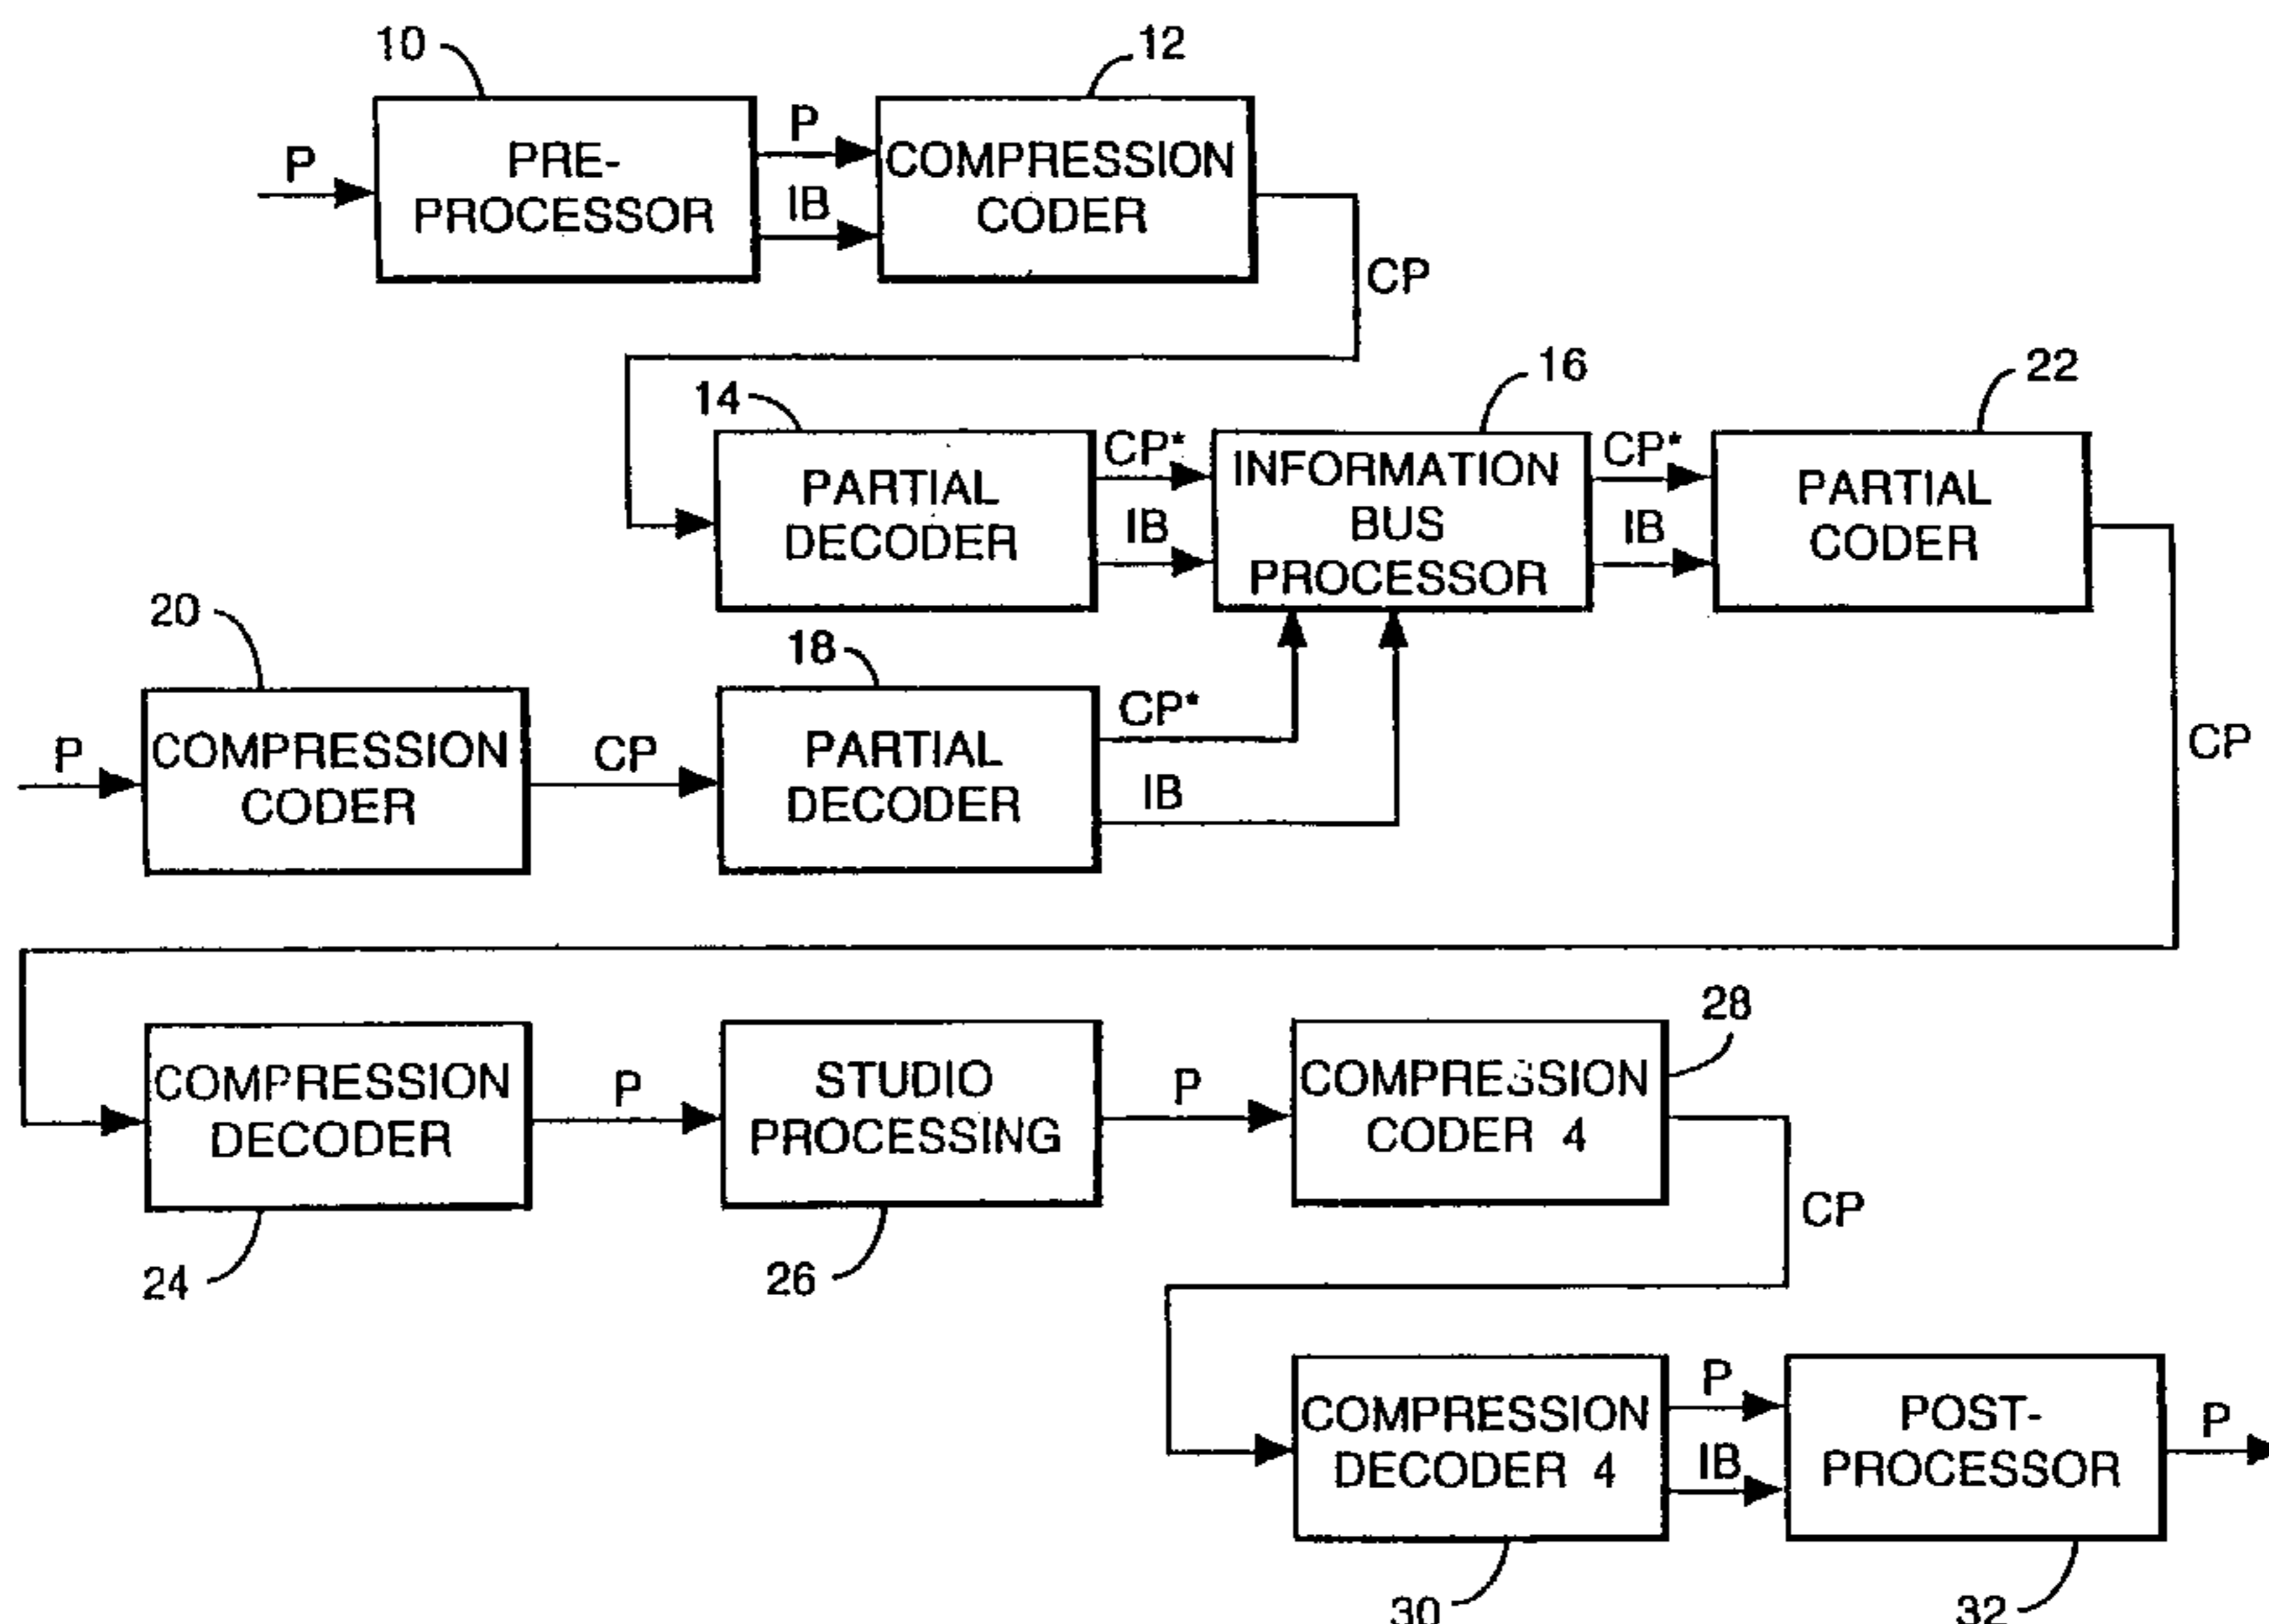 10
12
P
PRE-
PROCESSOR
P
IB
COMPRESSION
CODER
CP
14
16
22
PARTIAL
DECODER
CP*
IB
INFORMATION
BUS
PROCESSOR
CP*
IB
PARTIAL
CODER
20
18
P
COMPRESSION
CODER
CP
PARTIAL
DECODER
CP*
IB
CP
28
COMPRESSION
DECODER
P
STUDIO
PROCESSING
P
COMPRESSION
CODER 4
24
26
CP
COMPRESSION
DECODER 4
P
IB
POST-
PROCESSOR
P
30
32